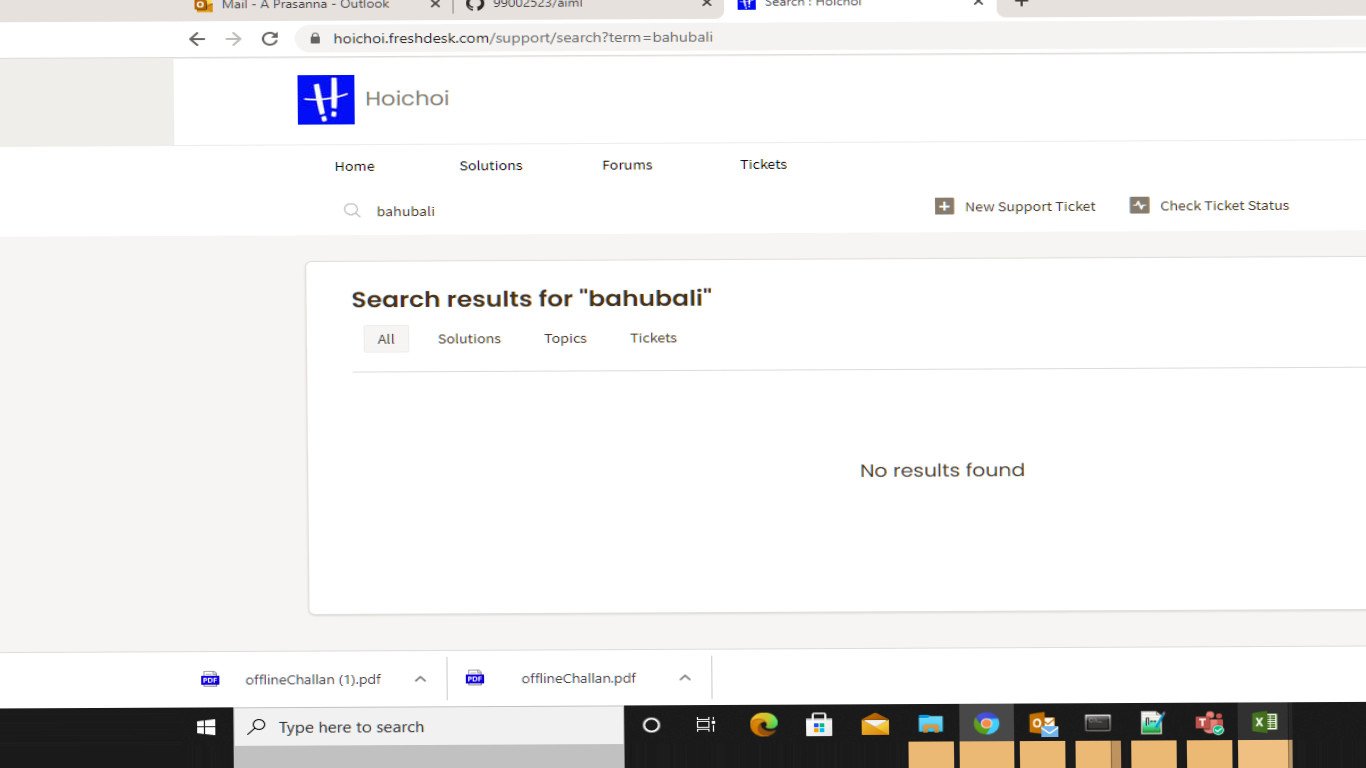 Mail - A Prasanna - Outlook 99002523/aiml Search : Hoichoi
hoichoi.freshdesk.com/support/search?term=bahubali
Hoichoi
Home Solutions Forums Tickets
bahubali New Support Ticket Check Ticket Status
Search results for "bahubali"
All Solutions Topics Tickets
No results found
PDF offlineChallan (1).pdf PDF offlineChallan.pdf
Type here to search